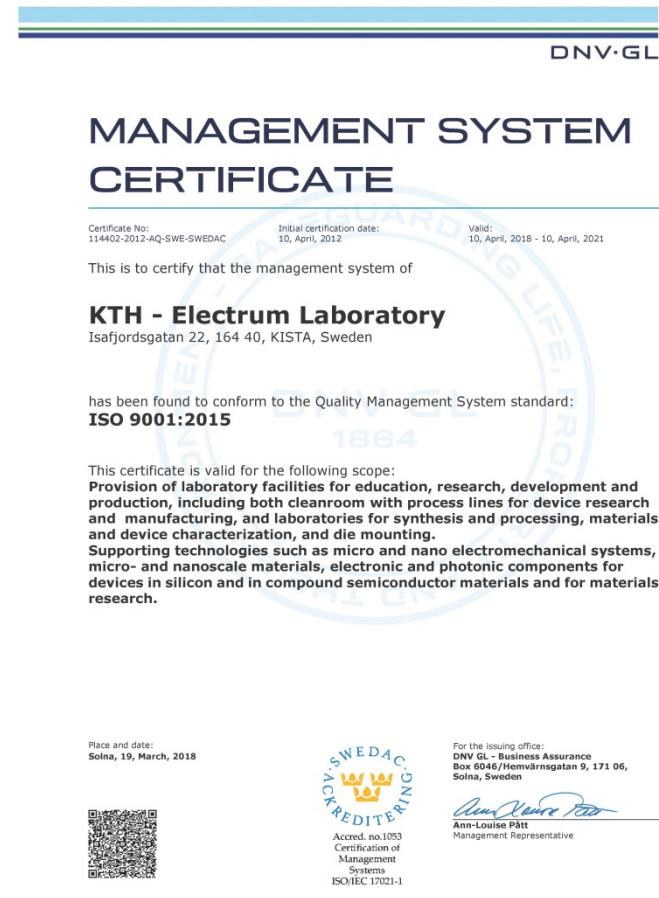 DNV·GL
MANAGEMENT SYSTEM
CERTIFICATE
Certificate No:
114402-2012-AQ-SWE-SWEDAC
Initial certification date:
10, April, 2012
Valid:
10, April, 2018 - 10, April, 2021
This is to certify that the management system of
KTH - Electrum Laboratory
Isafjordsgatan 22, 164 40, KISTA, Sweden
has been found to conform to the Quality Management System standard:
ISO 9001:2015
DNV·GL
1864
This certificate is valid for the following scope:
Provision of laboratory facilities for education, research, development and
production, including both cleanroom with process lines for device research
and manufacturing, and laboratories for synthesis and processing, materials
and device characterization, and die mounting.
Supporting technologies such as micro and nano electromechanical systems,
micro- and nanoscale materials, electronic and photonic components for
devices in silicon and in compound semiconductor materials and for materials
research.
Place and date:
Solna, 19, March, 2018
SWEDAC
ACKREDITERING
Accred. no.1053
Certification of
Management
Systems
ISO/IEC 17021-1
For the issuing office:
DNV GL - Business Assurance
Box 6046/Hemvärnsgatan 9, 171 06,
Solna, Sweden
Ann-Louise Pått
Management Representative